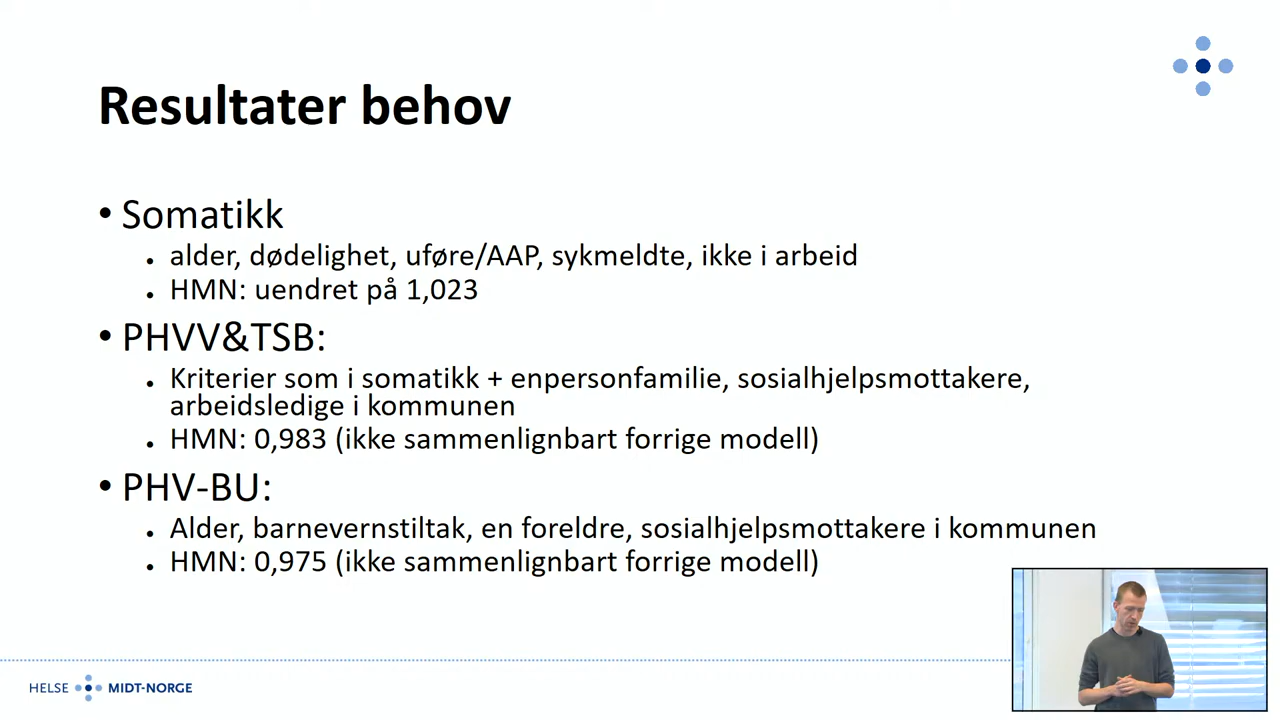 Resultater behov
• Somatikk
• alder, dødelighet, uføre/AAP, sykmeldte, ikke i arbeid
• HMN: uendret på 1,023
• PHVV&TSB:
• Kriterier som i somatikk + enpersonfamilie, sosialhjelpsmottakere,
arbeidsledige i kommunen
• HMN: 0,983 (ikke sammenlignbart forrige modell)
• PHV-BU:
• Alder, barnevernstiltak, en foreldre, sosialhjelpsmottakere i kommunen
• HMN: 0,975 (ikke sammenlignbart forrige modell)
HELSE MIDT-NORGE